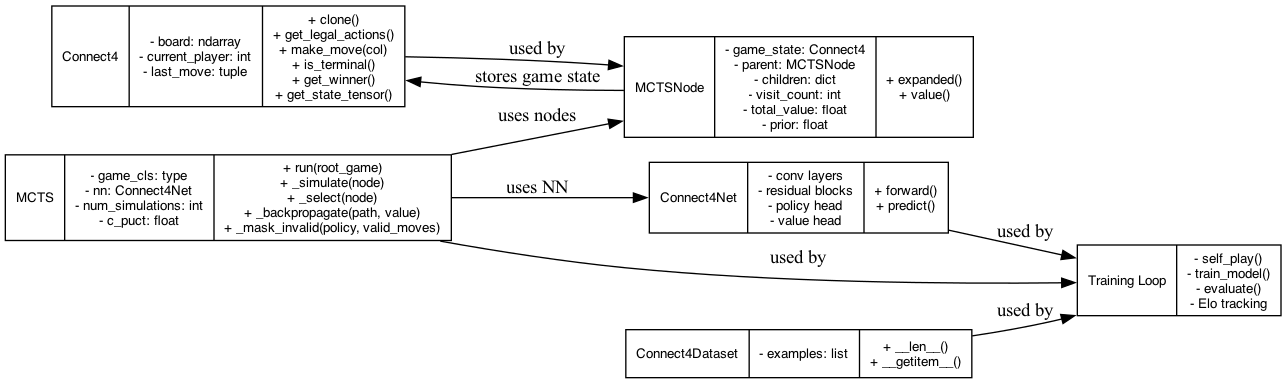 Connect4
- board: ndarray
- current_player: int
- last_move: tuple
+ clone()
+ get_legal_actions()
+ make_move(col)
+ is_terminal()
+ get_winner()
+ get_state_tensor()
used by
stores game state
MCTSNode
- game_state: Connect4
- parent: MCTSNode
- children: dict
- visit_count: int
- total_value: float
- prior: float
+ expanded()
+ value()
uses nodes
MCTS
- game_cls: type
- nn: Connect4Net
- num_simulations: int
- c_puct: float
+ run(root_game)
+ _simulate(node)
+ _select(node)
+ _backpropagate(path, value)
+ _mask_invalid(policy, valid_moves)
uses NN
Connect4Net
- conv layers
- residual blocks
- policy head
- value head
+ forward()
+ predict()
used by
used by
Training Loop
- self_play()
- train_model()
- evaluate()
- Elo tracking
used by
Connect4Dataset
- examples: list
+ __len__()
+ __getitem__()